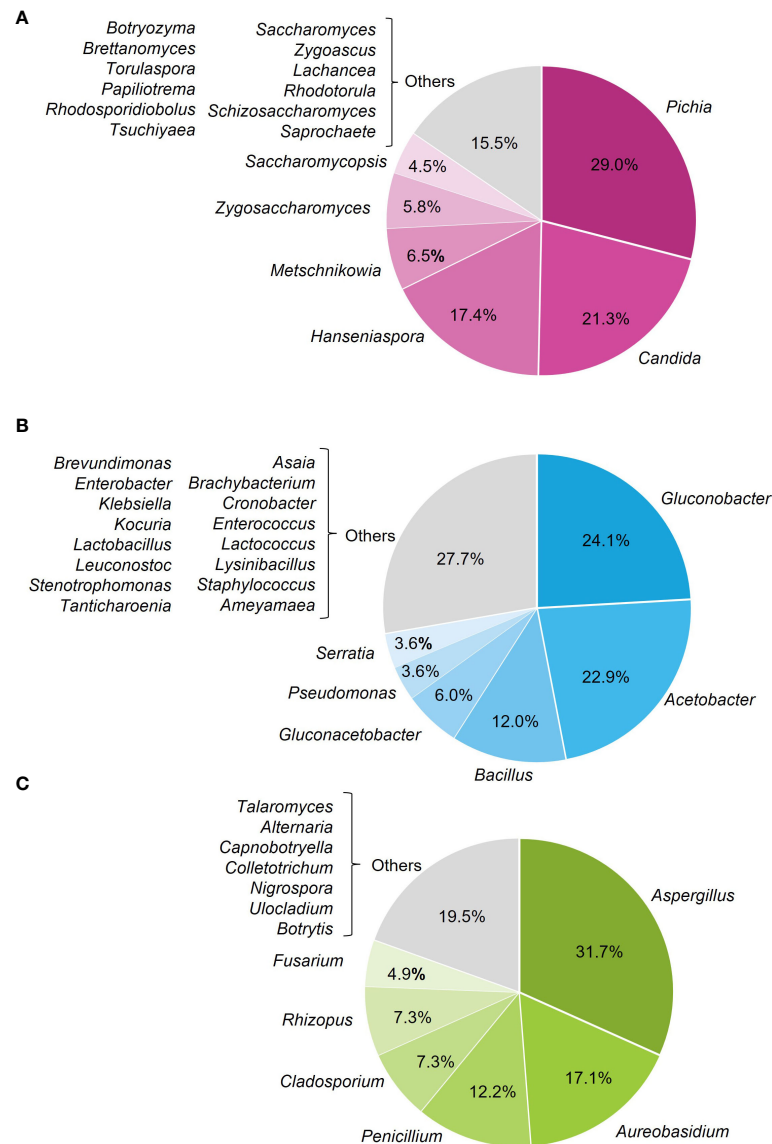 A
Botryozyma
Brettanomyces
Torulaspora
Papiliotrema
Rhodosporidiobolus
Tsuchiyaea
Saccharomyces
Zygoascus
Lachancea
Rhodotorula
Schizosaccharomyces
Saprochaete
Others
15.5%
Pichia
29.0%
Saccharomycopsis
4.5%
Zygosaccharomyces
5.8%
Metschnikowia
6.5%
Hanseniaspora
17.4%
21.3%
Candida
B
Brevundimonas
Enterobacter
Klebsiella
Kocuria
Lactobacillus
Leuconostoc
Stenotrophomonas
Tanticharoenia
Asaia
Brachybacterium
Cronobacter
Enterococcus
Lactococcus
Lysinibacillus
Staphylococcus
Ameyamaea
Others
27.7%
Gluconobacter
24.1%
Serratia
3.6%
Pseudomonas
3.6%
Gluconacetobacter
6.0%
Bacillus
12.0%
22.9%
Acetobacter
C
Talaromyces
Alternaria
Capnobotryella
Colletotrichum
Nigrospora
Ulocladium
Botrytis
Others
19.5%
Aspergillus
31.7%
Fusarium
4.9%
Rhizopus
7.3%
Cladosporium
7.3%
Penicillium
12.2%
17.1%
Aureobasidium